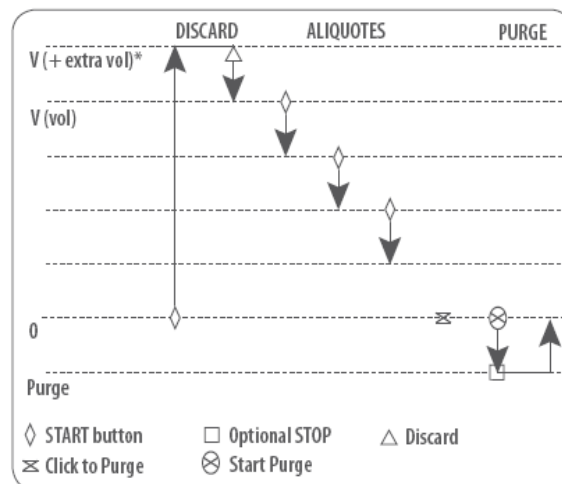 DISCARD ALIQUOTES PURGE
V (+ extra vol)*
V (vol)
0
Purge
START button Optional STOP Discard
Click to Purge Start Purge